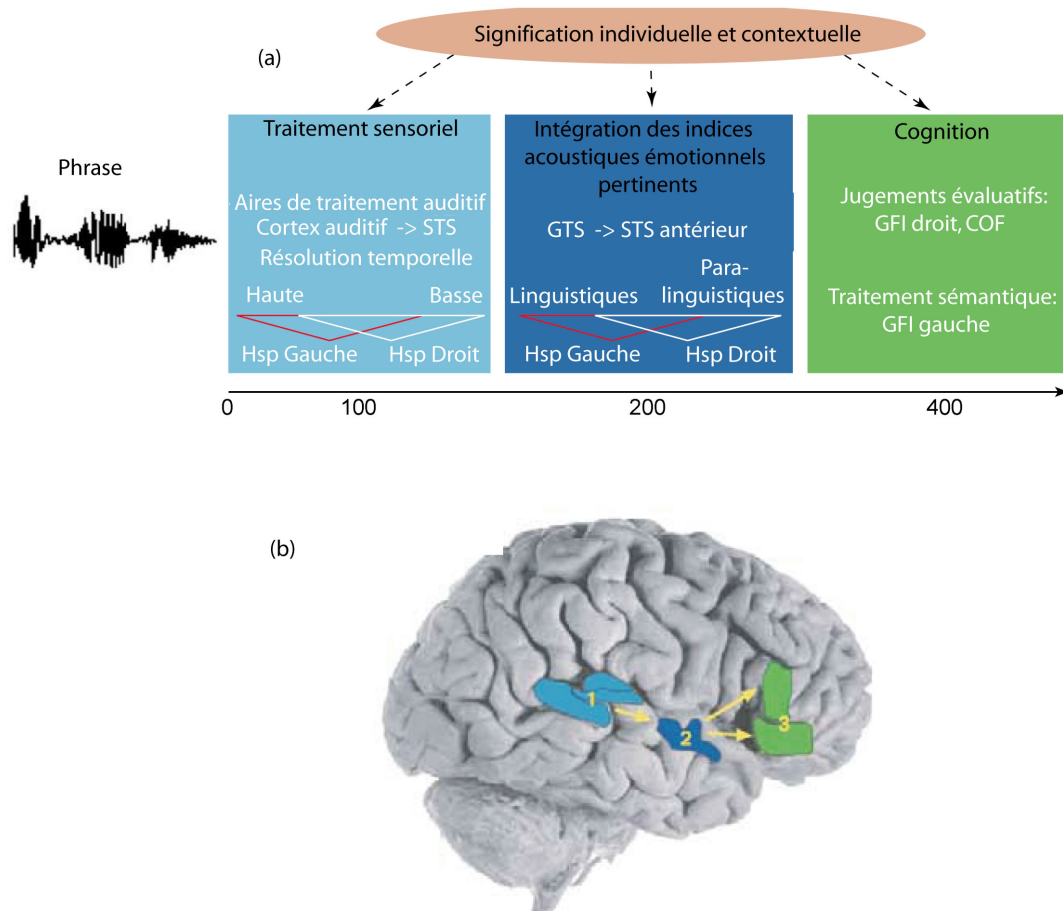 Signification individuelle et contextuelle
(a)
Phrase
Traitement sensoriel
Aires de traitement auditif
Cortex auditif -> STS
Résolution temporelle
Haute
Basse
Hsp Gauche
Hsp Droit
Intégration des indices
acoustiques émotionnels
pertinents
GTS -> STS antérieur
Linguistiques
Para-
linguistiques
Hsp Gauche
Hsp Droit
Cognition
Jugements évaluatifs:
GFI droit, COF
Traitement sémantique:
GFI gauche
0
100
200
400
(b)
1
2
3